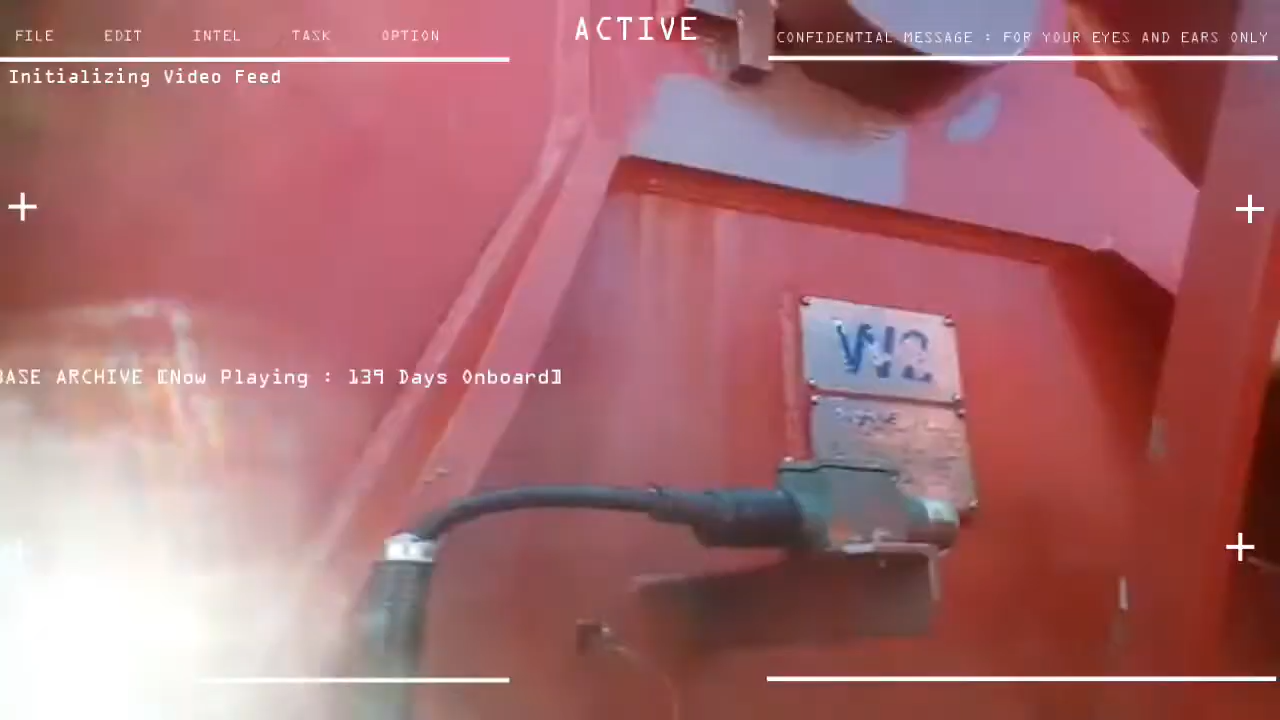 FILE EDIT INTEL TASK OPTION
ACTIVE
CONFIDENTIAL MESSAGE : FOR YOUR EYES AND EARS ONLY
Initializing Video Feed
BASE ARCHIVE [Now Playing : 139 Days Onboard]
W2